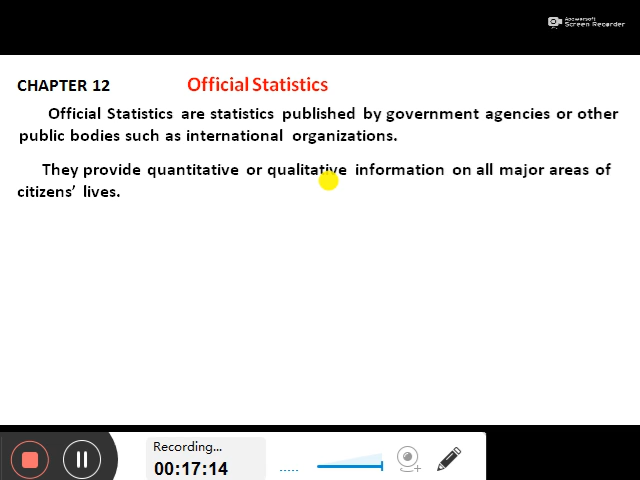 Apowersoft
Screen Recorder
CHAPTER 12 Official Statistics
Official Statistics are statistics published by government agencies or other
public bodies such as international organizations.
They provide quantitative or qualitative information on all major areas of
citizens’ lives.
Recording...
00:17:14